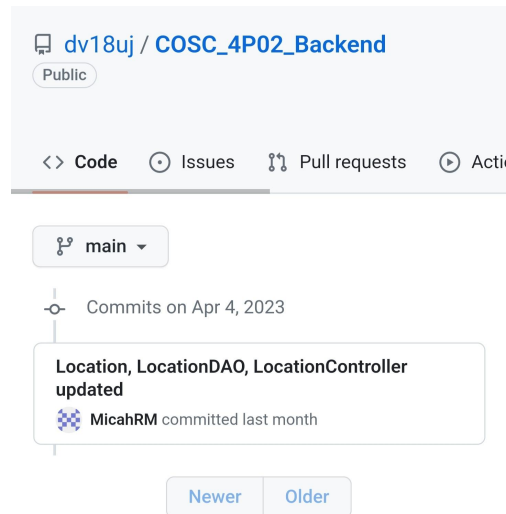 dv18uj / COSC_4P02_Backend
Public
<> Code Issues Pull requests Acti
main
Commits on Apr 4, 2023
Location, LocationDAO, LocationController
updated
MicahRM committed last month
Newer Older